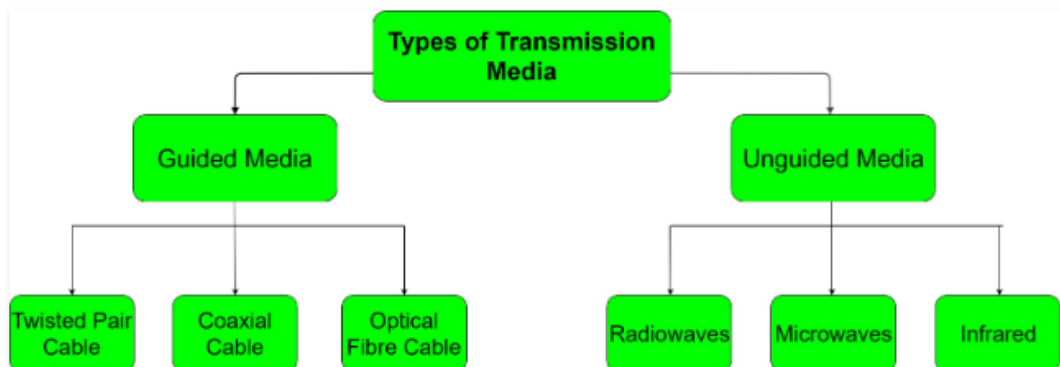 Types of Transmission
Media
Guided Media
Unguided Media
Twisted Pair
Cable
Coaxial
Cable
Optical
Fibre Cable
Radiowaves
Microwaves
Infrared